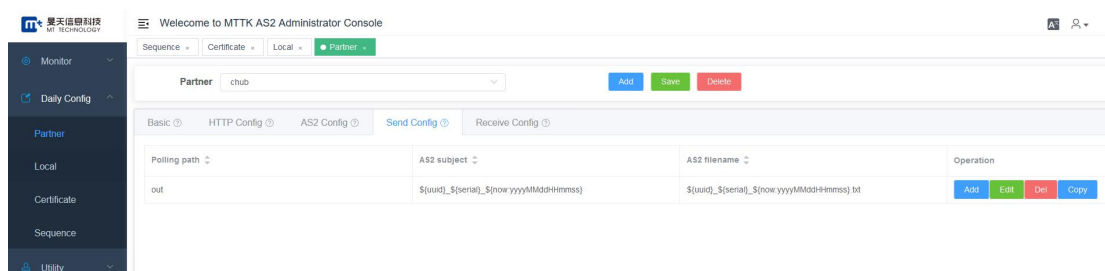 旻天信息科技
MT TECHNOLOGY
Welecome to MTTK AS2 Administrator Console
Sequence × Certificate × Local × Partner ×
Monitor
Daily Config
Partner
Local
Certificate
Sequence
Utility
Partner chub Add Save Delete
Basic HTTP Config AS2 Config Send Config Receive Config
Polling path AS2 subject AS2 filename Operation
out ${uuid}_${serial}_${now:yyyyMMddHHmmss} ${uuid}_${serial}_${now:yyyyMMddHHmmss}.txt Add Edit Del Copy